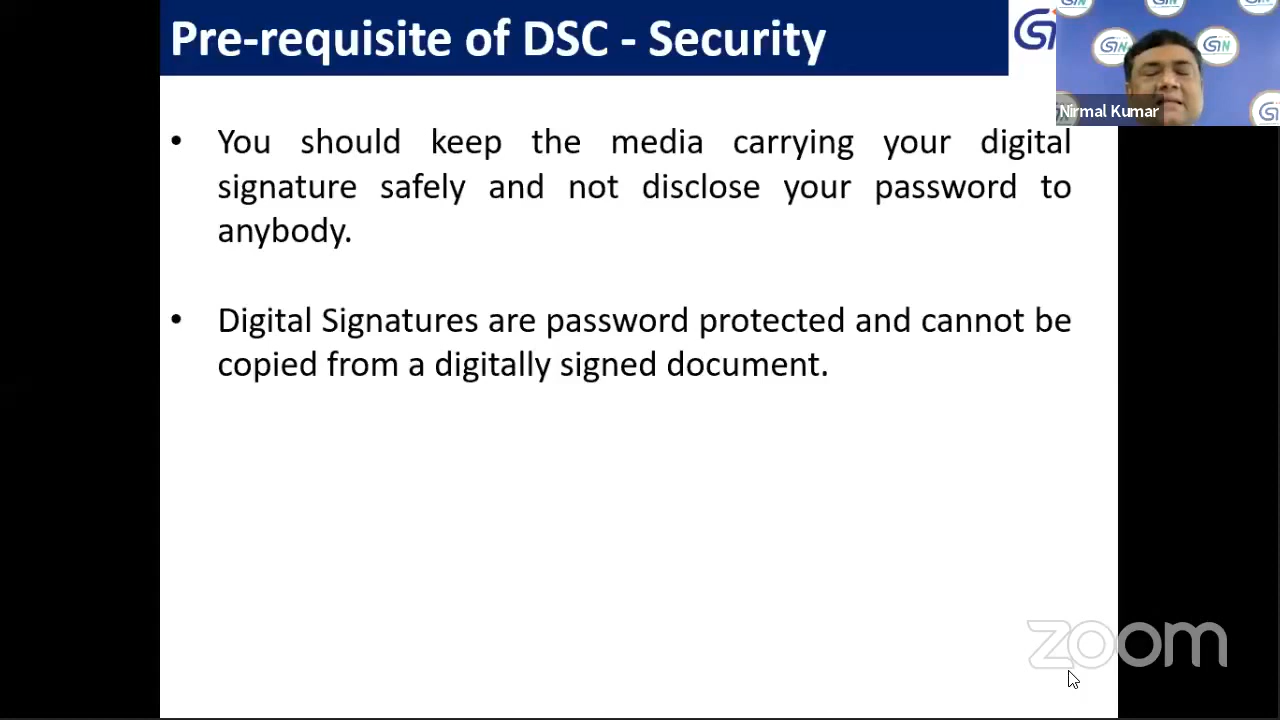 Pre-requisite of DSC - Security
Nirmal Kumar
• You should keep the media carrying your digital
signature safely and not disclose your password to
anybody.
• Digital Signatures are password protected and cannot be
copied from a digitally signed document.
zoom